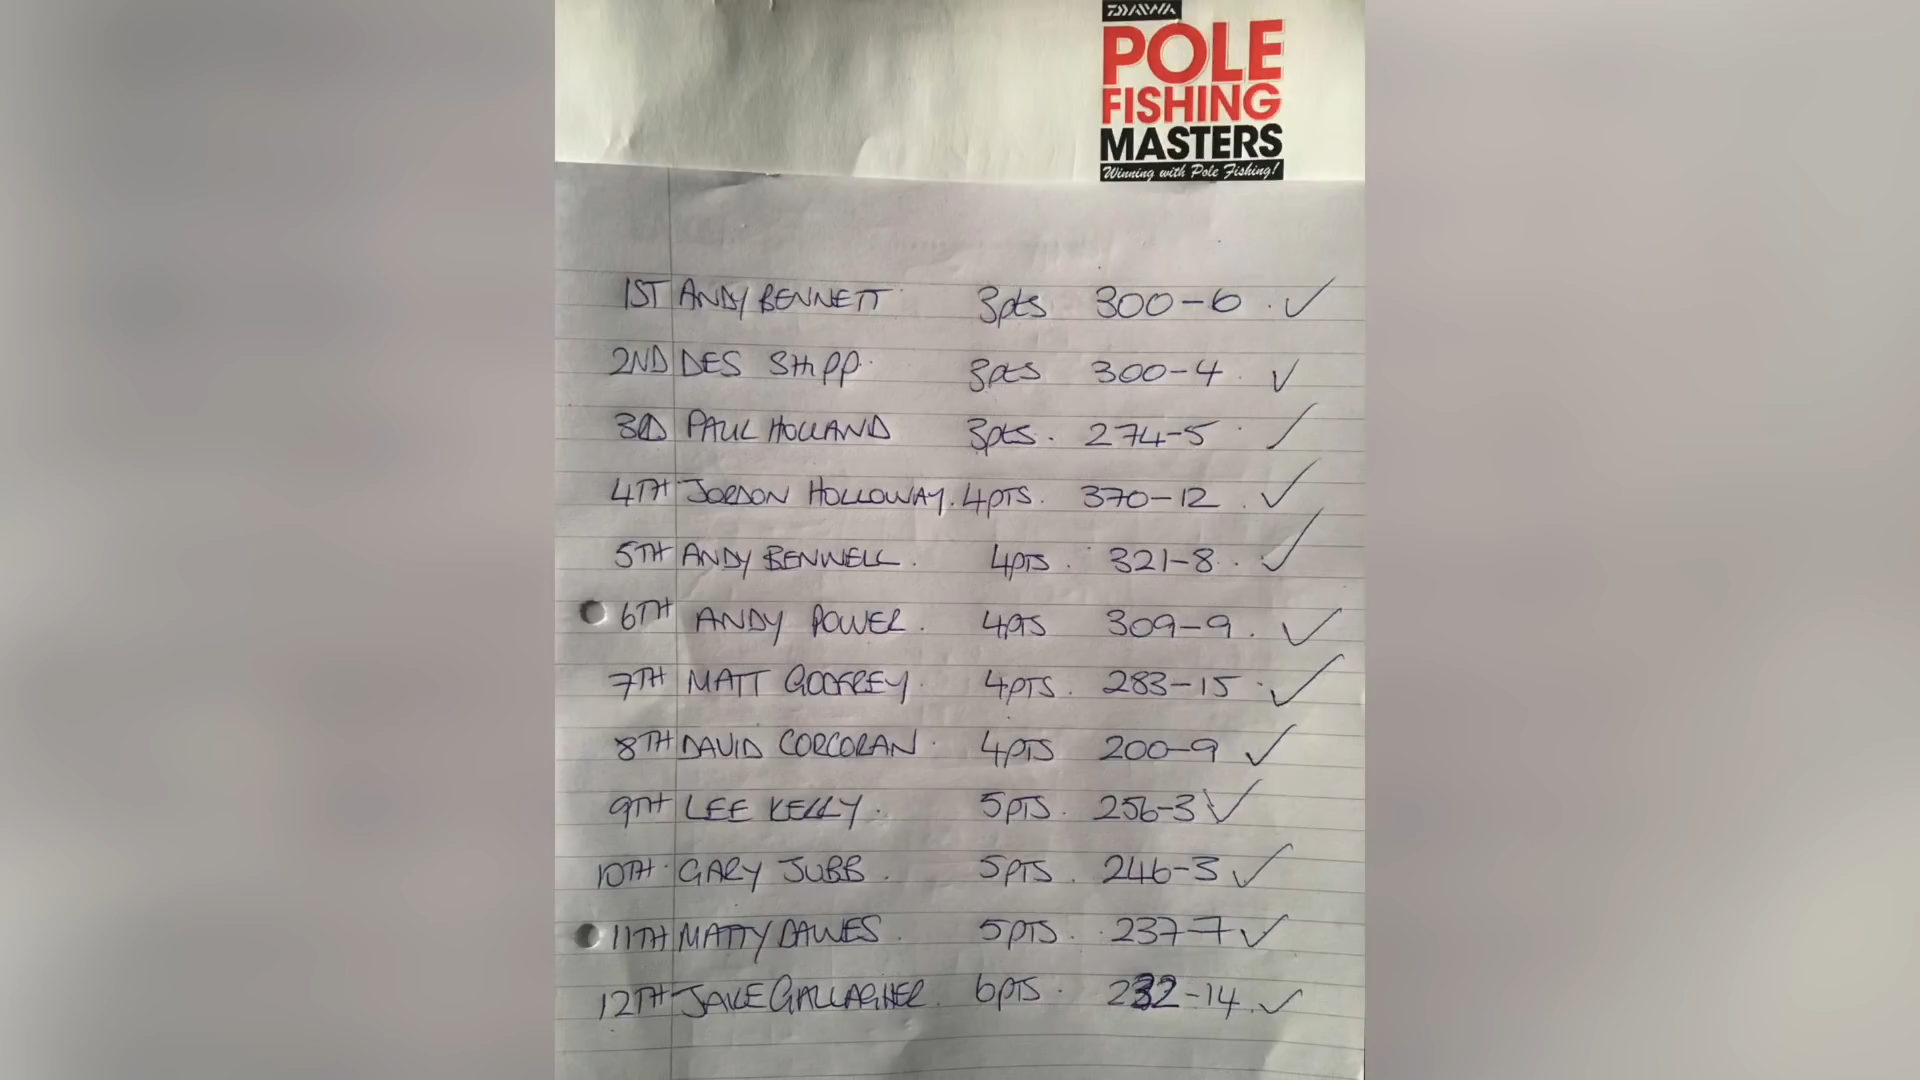 DAIWA
POLE
FISHING
MASTERS
Winning with Pole Fishing!
1ST ANDY BENNETT 3pts 300-6
2ND DES SHIPP 3pts 300-4
3RD PAUL HOLLAND 3pts. 274-5
4TH JORDON HOLLOWAY. 4PTS. 370-12
5TH ANDY BENWELL. 4PTS. 321-8
6TH ANDY POWER. 4PTS 309-9.
7TH MATT GODFREY. 4PTS. 283-15
8TH DAVID CORCORAN 4PTS 200-9
9TH LEE KELLY. 5PTS. 256-3
10TH GARY JUBB. 5PTS. 246-3
11TH MATTY DAWES. 5PTS. 237-7
12TH JAKE GALLAGHER. 6PTS. 232-14